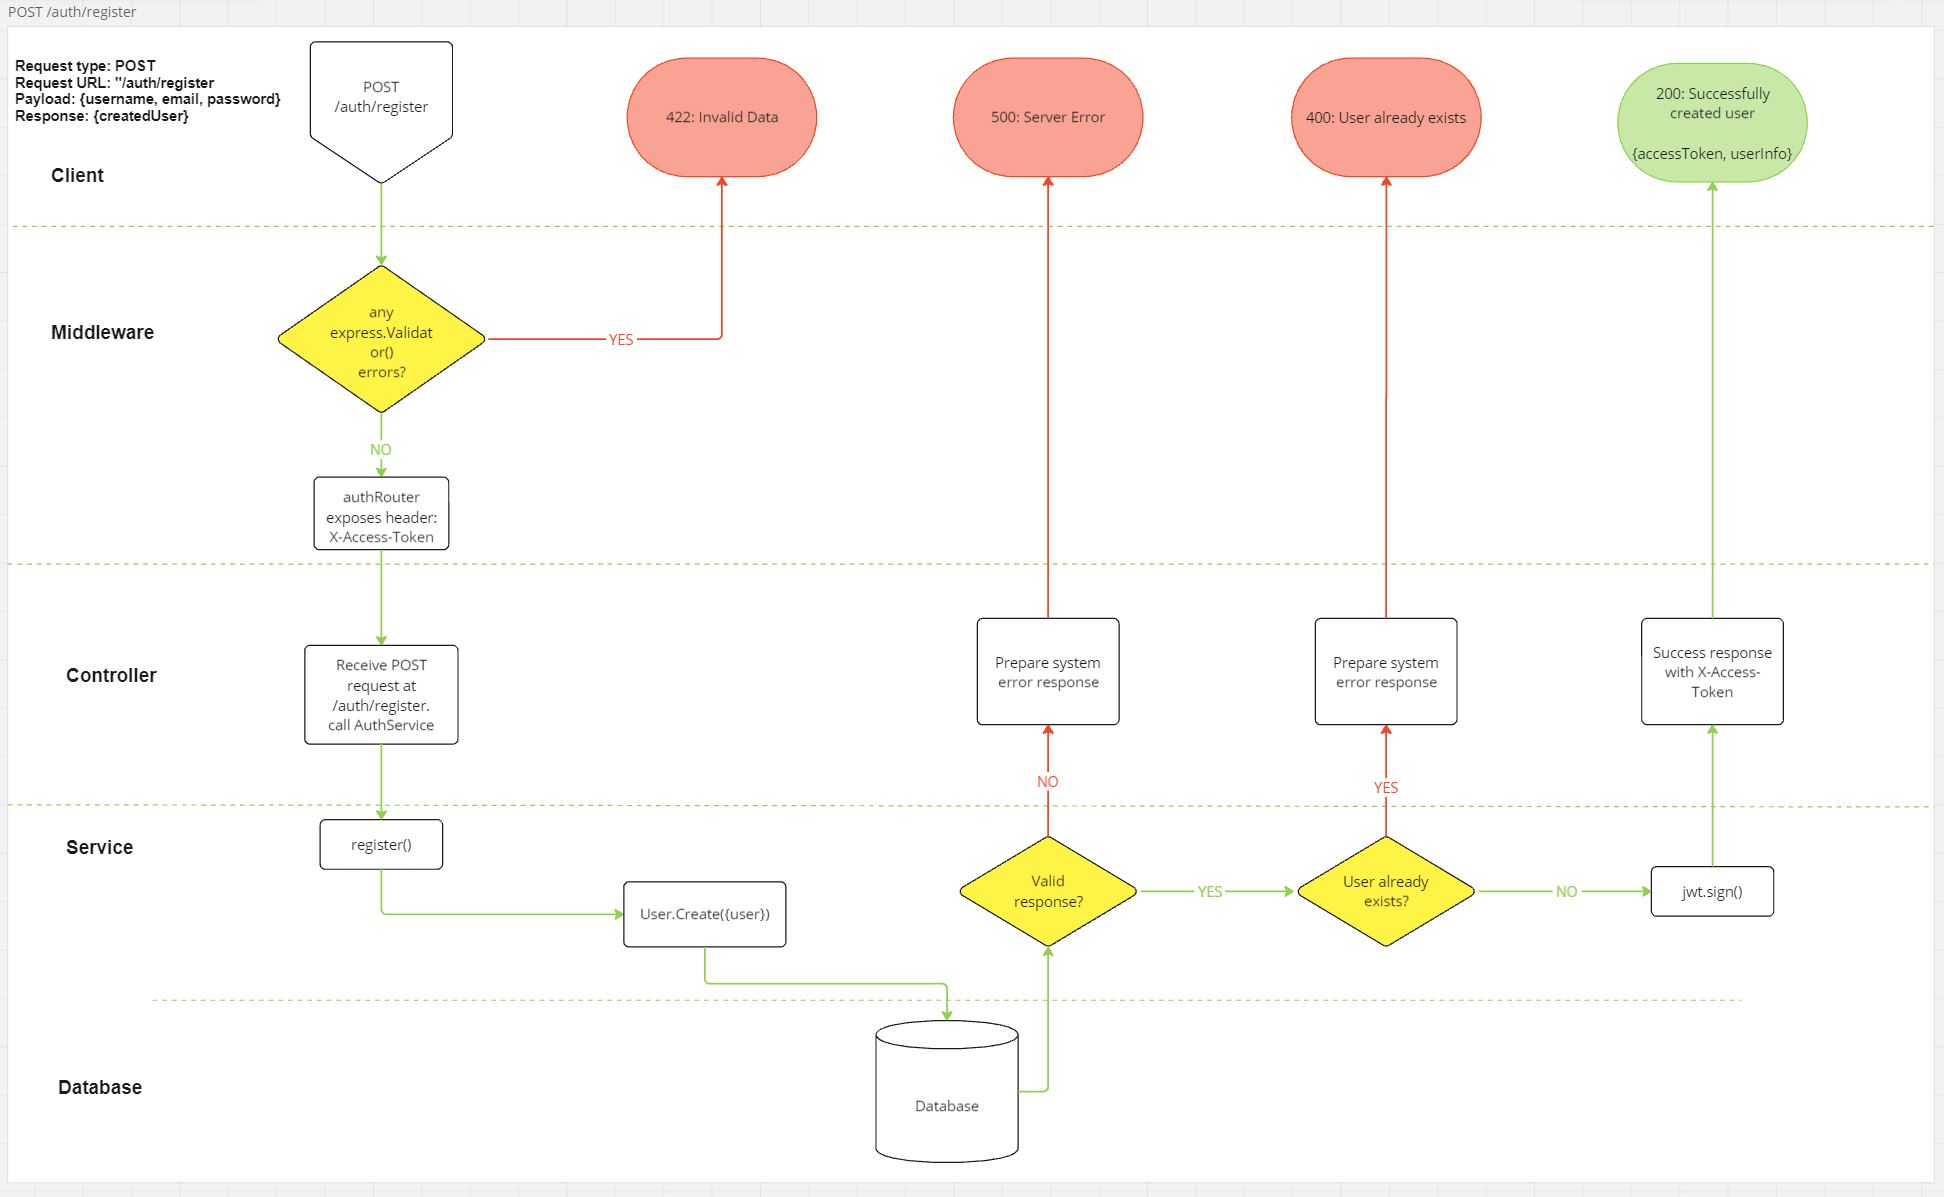 POST /auth/register
Request type: POST
Request URL: "/auth/register
Payload: {username, email, password}
Response: {createdUser}
POST
/auth/register
422: Invalid Data
500: Server Error
400: User already exists
200: Successfully
created user
{accessToken, userInfo}
Client
Middleware
any
express.Validat
or()
errors?
YES
NO
authRouter
exposes header:
X-Access-Token
Controller
Receive POST
request at
/auth/register.
call AuthService
Prepare system
error response
Prepare system
error response
Success response
with X-Access-
Token
NO
YES
Service
register()
User.Create({user})
Valid
response?
YES
User already
exists?
NO
jwt.sign()
Database
Database